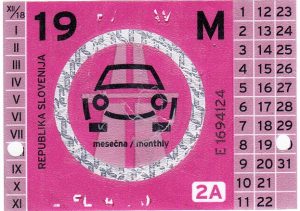 XII/18
I
II
III
IV
V
VI
VII
IX
X
XI
REPUBLIKA SLOVENIJA
19 M
mesečna / monthly
E 1694124
2A
1 12 23
2 13 24
3 14 25
4 15 26
5 16 27
6 17 28
7 18 29
8 19
9 20 31
10 21
11 22